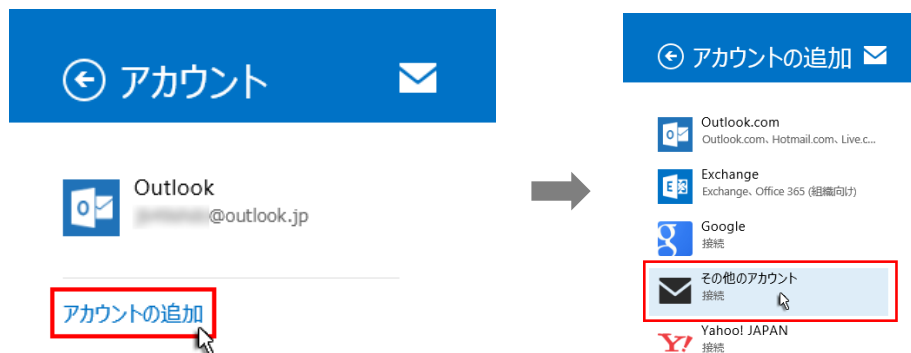 アカウント
Outlook
@outlook.jp
アカウントの追加
アカウントの追加
Outlook.com
Outlook.com、Hotmail.com、Live.c...
Exchange
Exchange、Office 365 (組織向け)
Google
接続
その他のアカウント
接続
Yahoo! JAPAN
接続